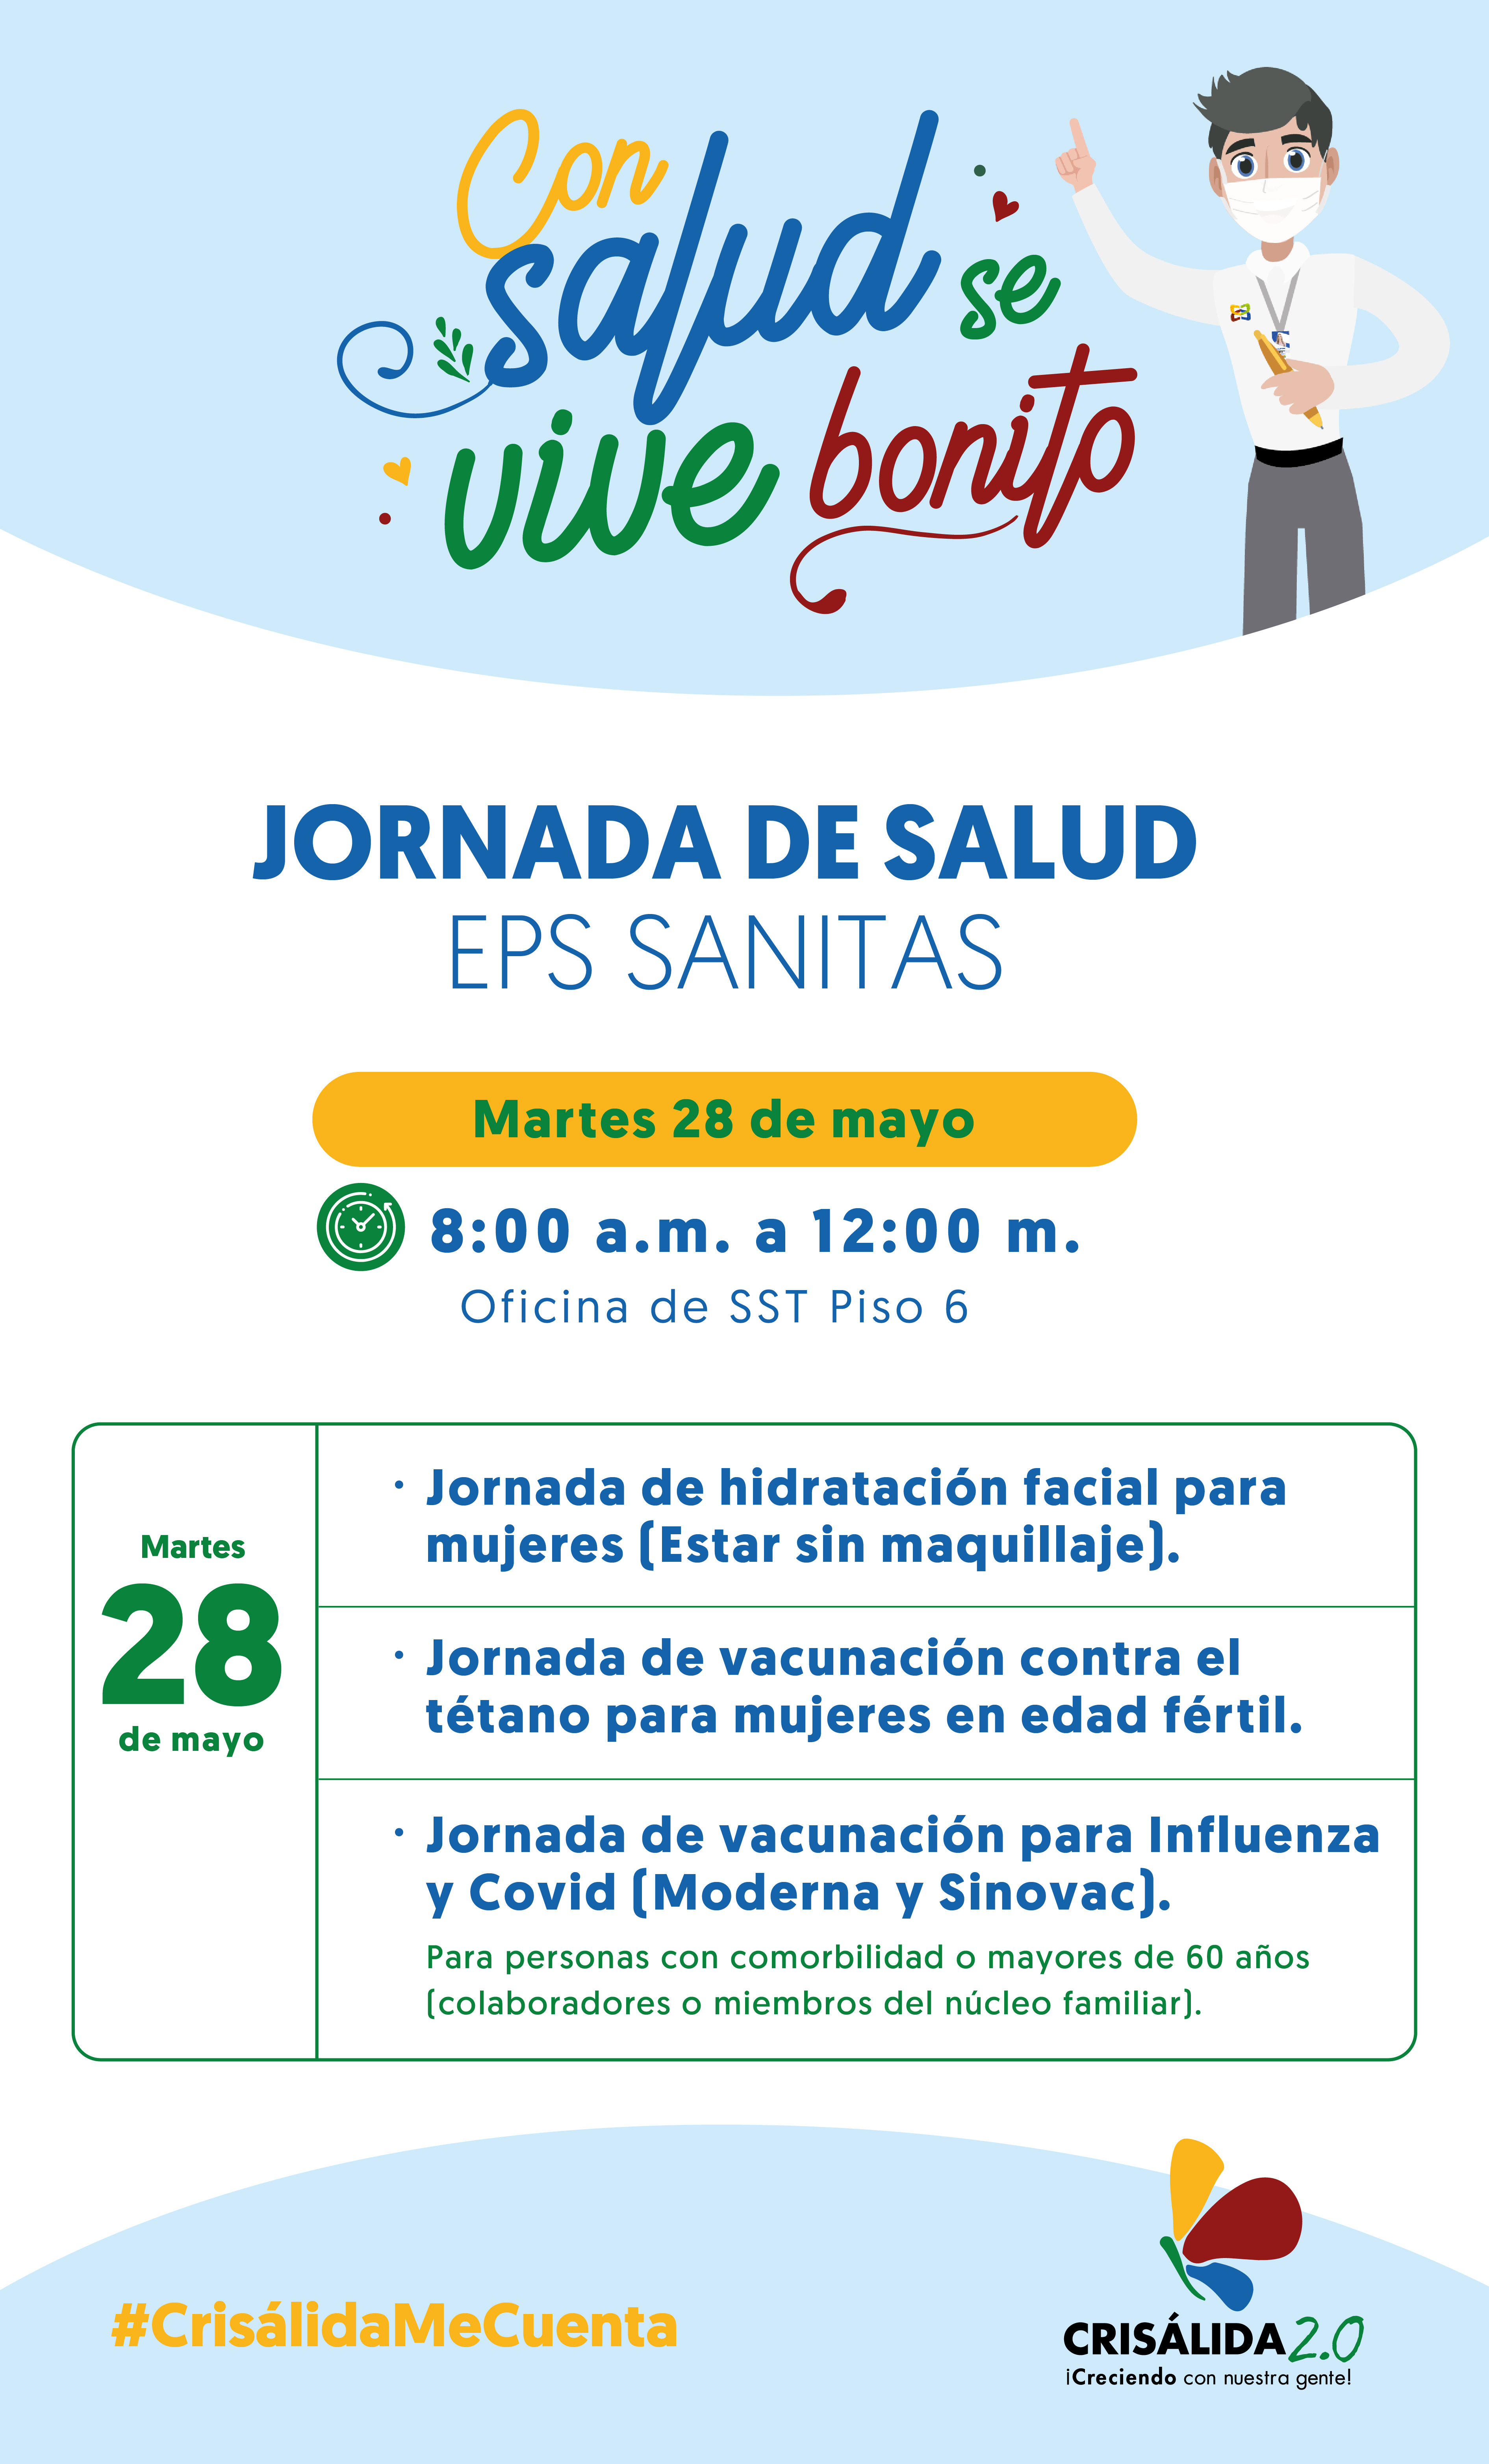 Con
salud se
vive bonito
JORNADA DE SALUD
EPS SANITAS
Martes 28 de mayo
8:00 a.m. a 12:00 m.
Oficina de SST Piso 6
Martes
28
de mayo
· Jornada de hidratación facial para
mujeres (Estar sin maquillaje).
· Jornada de vacunación contra el
tétano para mujeres en edad fértil.
· Jornada de vacunación para Influenza
y Covid (Moderna y Sinovac).
Para personas con comorbilidad o mayores de 60 años
(colaboradores o miembros del núcleo familiar).
#CrisálidaMeCuenta
CRISÁLIDA 2.0
¡Creciendo con nuestra gente!